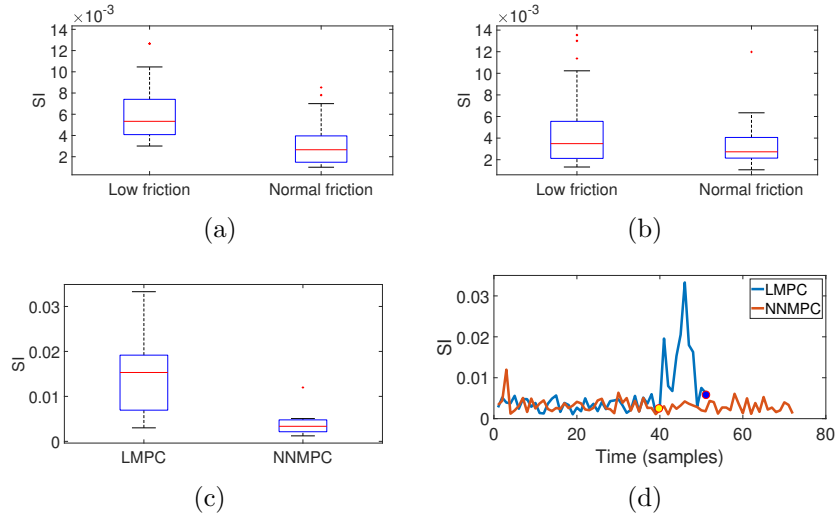 ×10⁻³
14
12
10
8
6
4
2
SI
Low friction
Normal friction
(a)
×10⁻³
14
12
10
8
6
4
2
SI
Low friction
Normal friction
(b)
0.03
0.02
0.01
0
SI
LMPC
NNMPC
(c)
0.03
0.02
0.01
0
SI
LMPC
NNMPC
0
20
40
60
80
Time (samples)
(d)